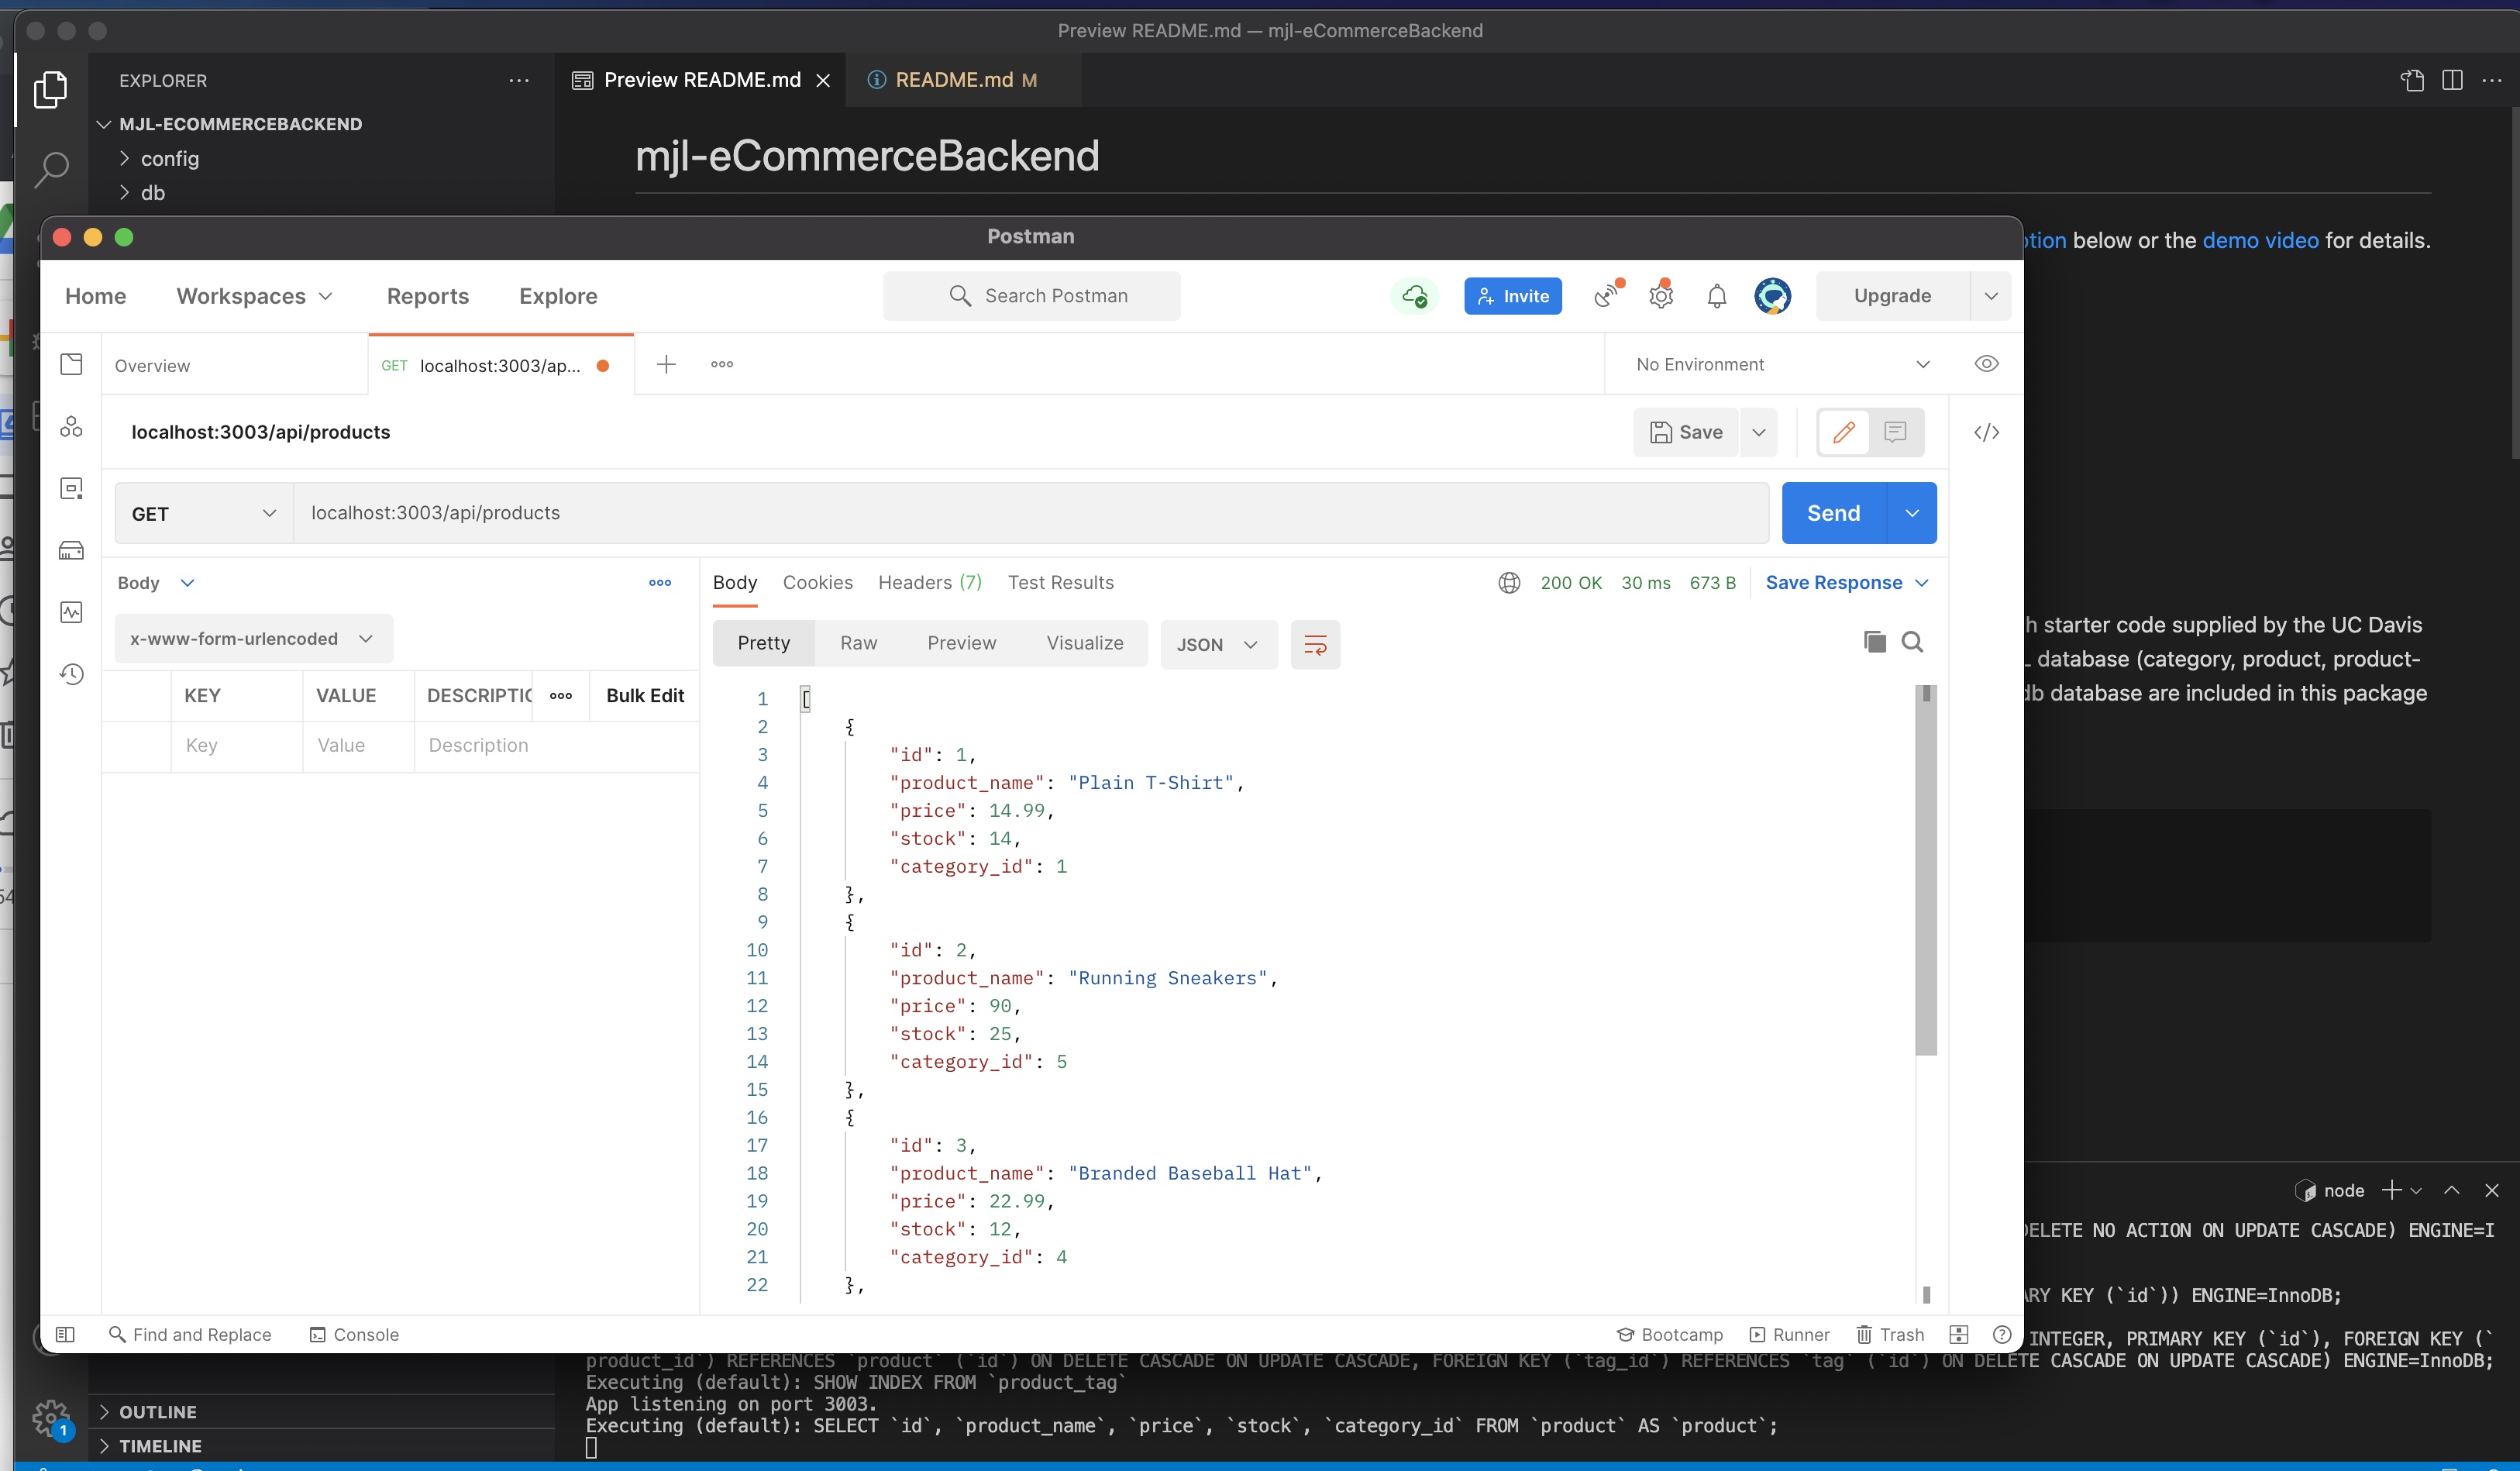 Preview README.md — mjl-eCommerceBackend
EXPLORER
Preview README.md
README.md M
MJL-ECOMMERCEBACKEND
config
db
mjl-eCommerceBackend
below or the demo video for details.
Postman
Home Workspaces Reports Explore
Search Postman
Invite
Upgrade
Overview
GET localhost:3003/ap...
No Environment
localhost:3003/api/products
Save
GET
localhost:3003/api/products
Send
Body
x-www-form-urlencoded
KEY VALUE DESCRIPTIO Bulk Edit
Key Value Description
Body Cookies Headers (7) Test Results
200 OK 30 ms 673 B Save Response
Pretty Raw Preview Visualize JSON
1 [
2 {
3 "id": 1,
4 "product_name": "Plain T-Shirt",
5 "price": 14.99,
6 "stock": 14,
7 "category_id": 1
8 },
9 {
10 "id": 2,
11 "product_name": "Running Sneakers",
12 "price": 90,
13 "stock": 25,
14 "category_id": 5
15 },
16 {
17 "id": 3,
18 "product_name": "Branded Baseball Hat",
19 "price": 22.99,
20 "stock": 12,
21 "category_id": 4
22 },
Find and Replace Console
Bootcamp Runner Trash
starter code supplied by the UC Davis
database (category, product, product-
db database are included in this package
node
DELETE NO ACTION ON UPDATE CASCADE) ENGINE=I
ARY KEY (`id`)) ENGINE=InnoDB;
INTEGER, PRIMARY KEY (`id`), FOREIGN KEY (`
product_id`) REFERENCES `product` (`id`) ON DELETE CASCADE ON UPDATE CASCADE, FOREIGN KEY (`tag_id`) REFERENCES `tag` (`id`) ON DELETE CASCADE ON UPDATE CASCADE) ENGINE=InnoDB;
Executing (default): SHOW INDEX FROM `product_tag`
App listening on port 3003.
Executing (default): SELECT `id`, `product_name`, `price`, `stock`, `category_id` FROM `product` AS `product`;
1
OUTLINE
TIMELINE